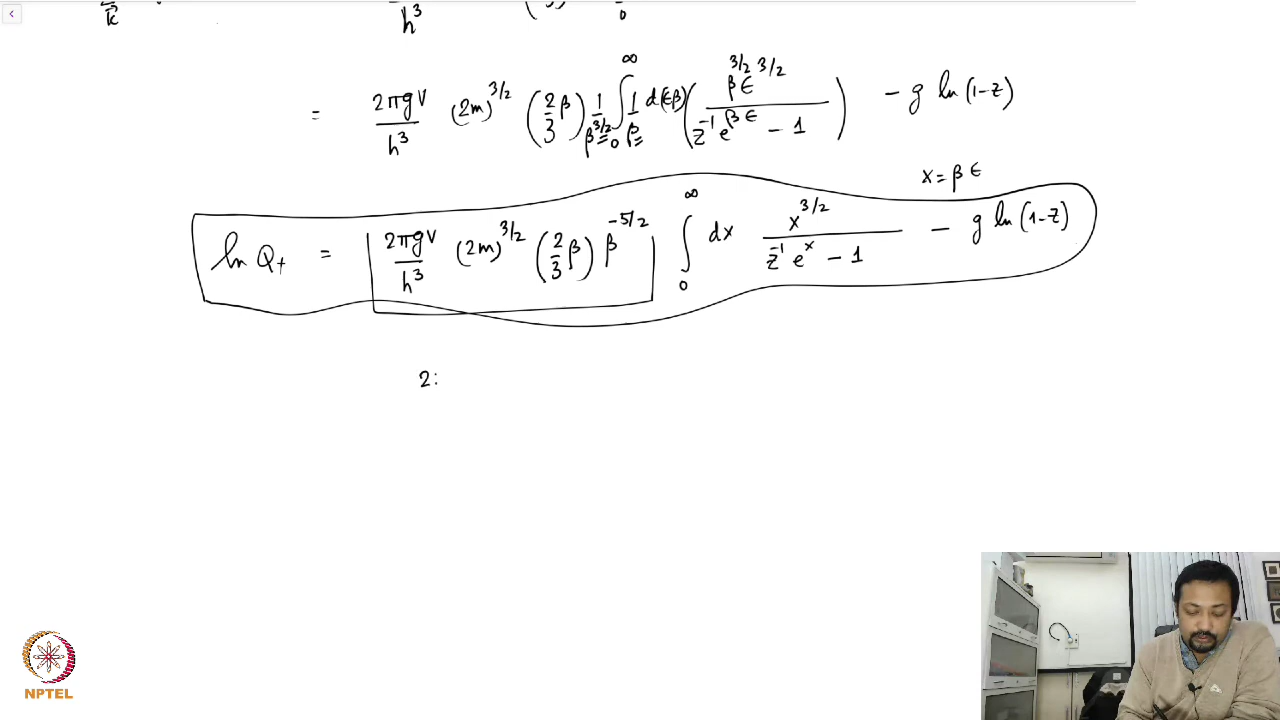 k h³ 0
= 2πgV/h³ (2m)^3/2 (2/3 β) 1/β^3/2 ∫₀^∞ 1/β d(εβ) (β^3/2 ε^3/2 / z⁻¹ e^βε − 1) − g ln (1−z)
x = β ε
ln Q₊ = 2πgV/h³ (2m)^3/2 (2/3 β) β^−5/2 ∫₀^∞ dx x^3/2 / z⁻¹ e^x − 1 − g ln (1−z)
2:
NPTEL